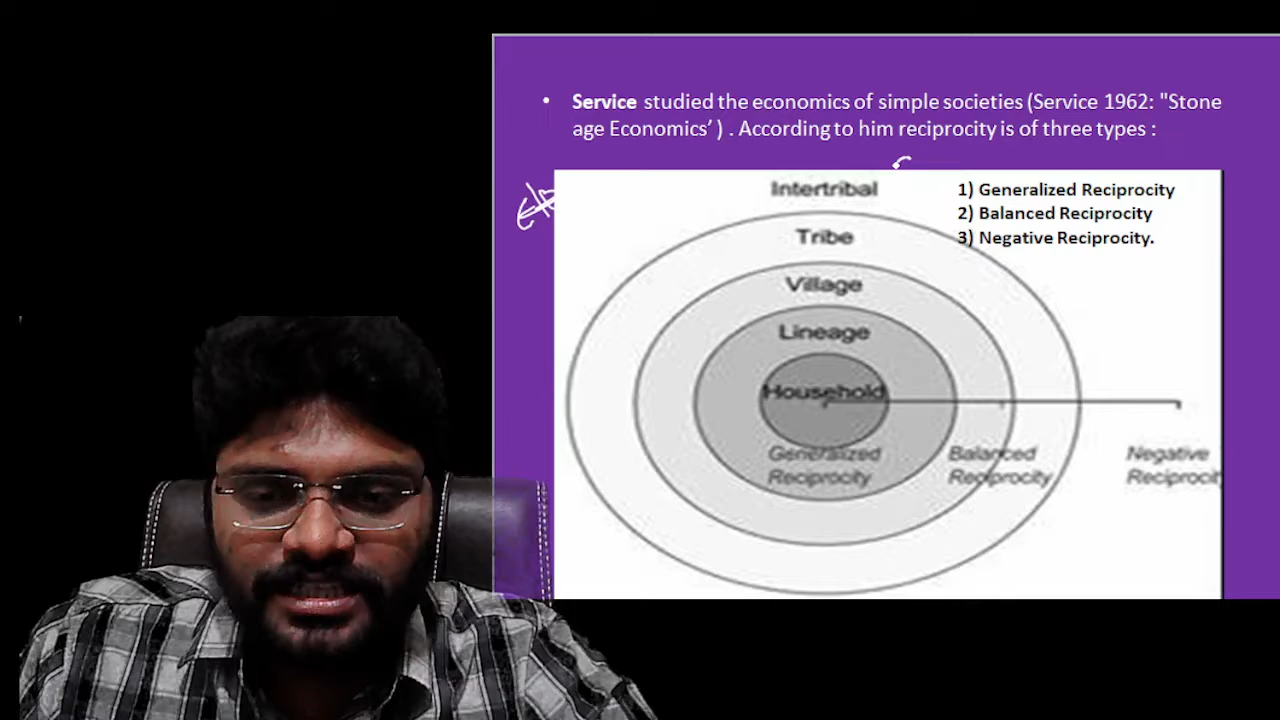 • Service studied the economics of simple societies (Service 1962: "Stone
age Economics’ ) . According to him reciprocity is of three types :
Intertribal
1) Generalized Reciprocity
2) Balanced Reciprocity
3) Negative Reciprocity.
Tribe
Village
Lineage
Household
Generalized
Reciprocity
Balanced
Reciprocity
Negative
Reciprocit